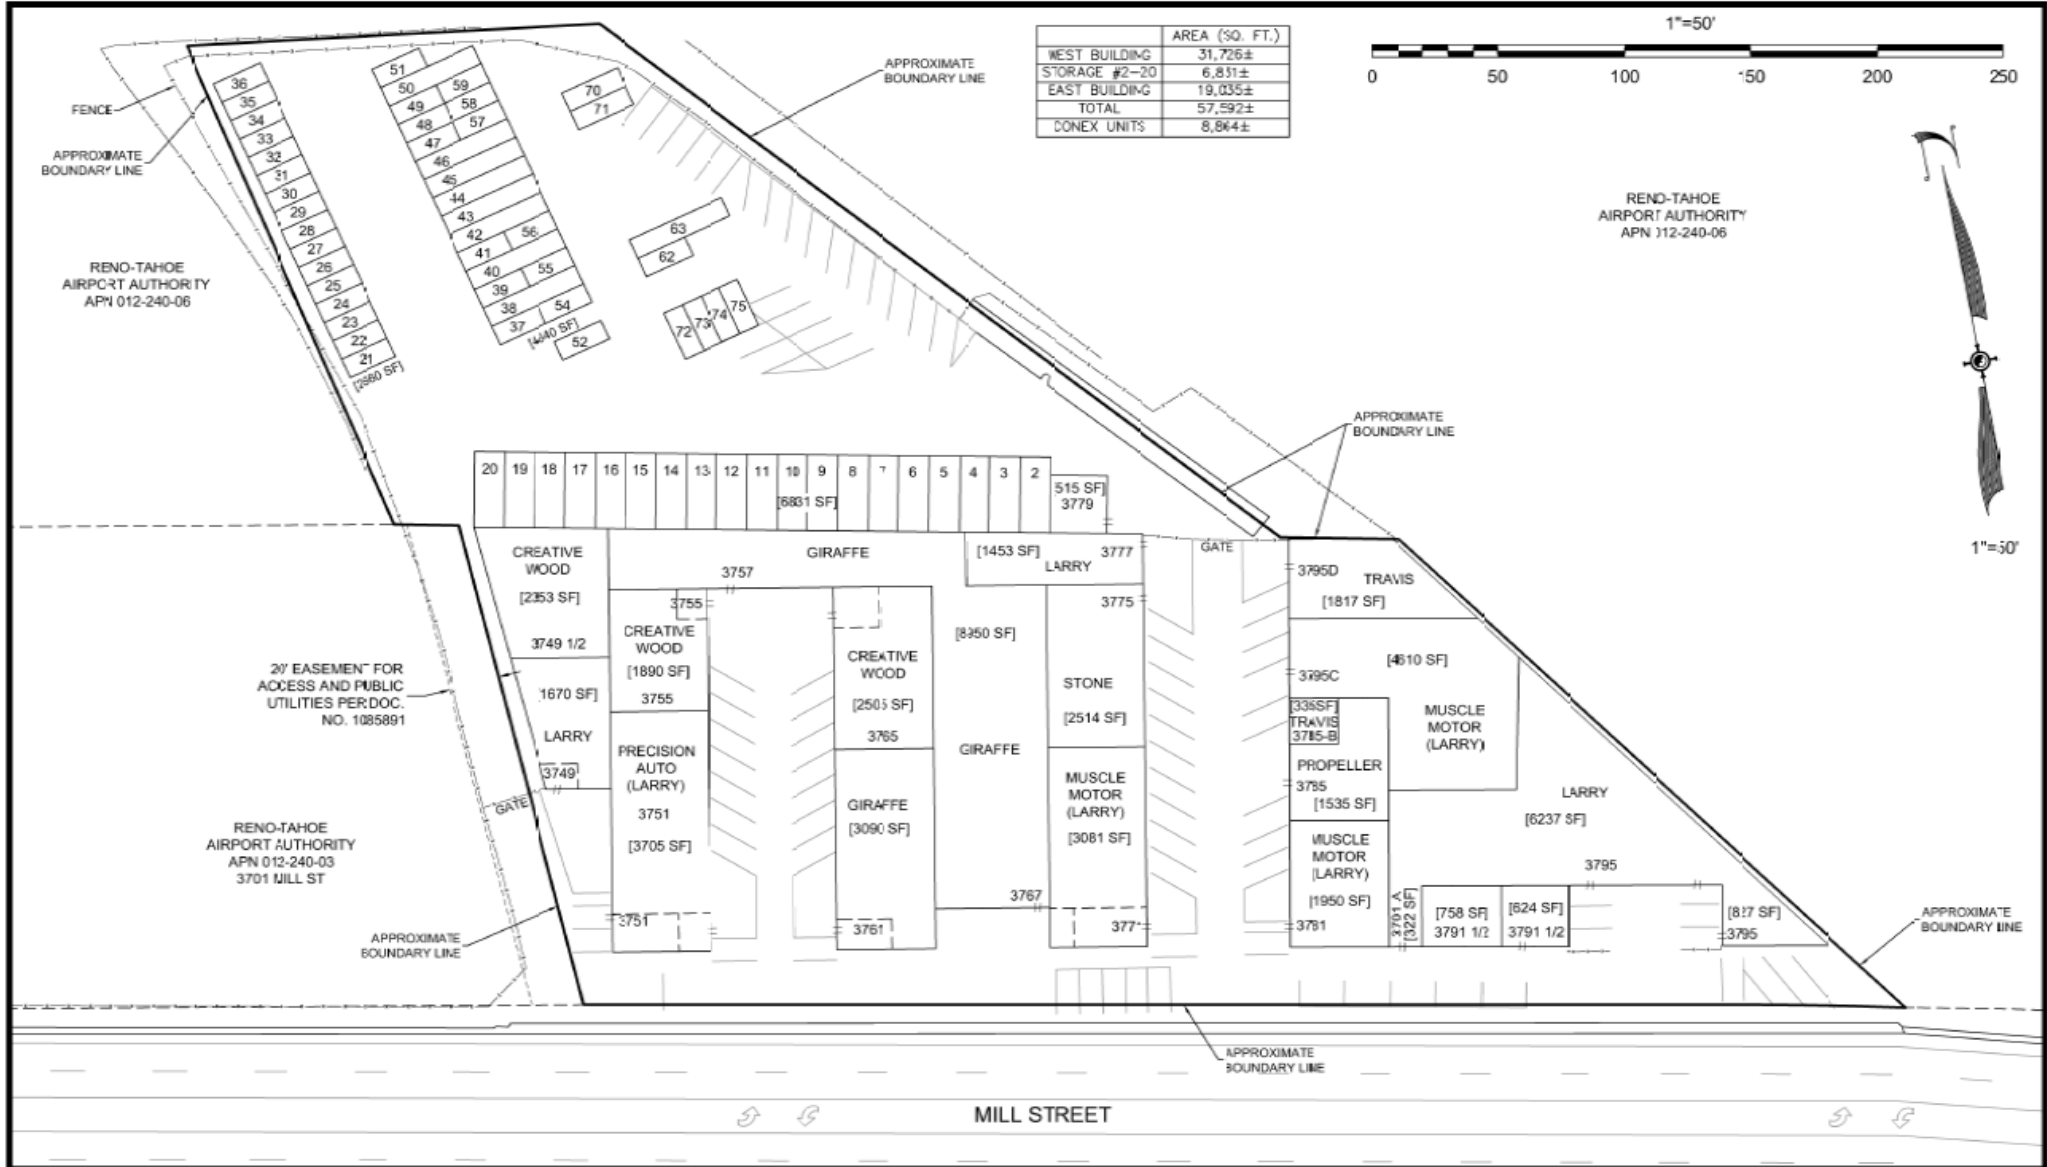 1"=50'
0 50 100 150 200 250
AREA (SQ. FT.)
WEST BUILDING 31,726±
STORAGE #2-20 6,831±
EAST BUILDING 19,035±
TOTAL 57,592±
CONEX UNITS 8,864±
APPROXIMATE
BOUNDARY LINE
FENCE
APPROXIMATE
BOUNDARY LINE
36
35
34
33
32
31
30
29
28
27
26
25
24
23
22
21
51
50
49
48
47
46
45
44
43
42
41
40
39
38
37
59
58
57
56
55
54
52
70
71
63
62
72 73 74 75
RENO-TAHOE
AIRPORT AUTHORITY
APN 012-240-06
RENO-TAHOE
AIRPORT AUTHORITY
APN 012-240-06
1"=50'
APPROXIMATE
BOUNDARY LINE
20 19 18 17 16 15 14 13 12 11 10 9 8 7 6 5 4 3 2
[6831 SF]
[515 SF]
3779
CREATIVE
WOOD
[2353 SF]
3749 1/2
GIRAFFE
3757
[1453 SF]
3777
LARRY
GATE
3795D
TRAVIS
[1817 SF]
3755
CREATIVE
WOOD
[1890 SF]
3755
CREATIVE
WOOD
[2505 SF]
3765
[8950 SF]
GIRAFFE
3767
3775
STONE
[2514 SF]
3795C
[4610 SF]
MUSCLE
MOTOR
(LARRY)
[335SF]
TRAVIS
3785-B
PROPELLER
3785
[1535 SF]
20' EASEMENT FOR
ACCESS AND PUBLIC
UTILITIES PER DOC.
NO. 1085891
[1670 SF]
LARRY
3749
GATE
PRECISION
AUTO
(LARRY)
3751
[3705 SF]
3751
GIRAFFE
[3090 SF]
3761
MUSCLE
MOTOR
(LARRY)
[3081 SF]
3771
MUSCLE
MOTOR
(LARRY)
[1950 SF]
3781
LARRY
[6237 SF]
3795
[322 SF]
[758 SF]
3791 1/2
[624 SF]
3791 1/2
[827 SF]
3795
RENO-TAHOE
AIRPORT AUTHORITY
APN 012-240-03
3701 MILL ST
APPROXIMATE
BOUNDARY LINE
APPROXIMATE
BOUNDARY LINE
APPROXIMATE
BOUNDARY LINE
MILL STREET